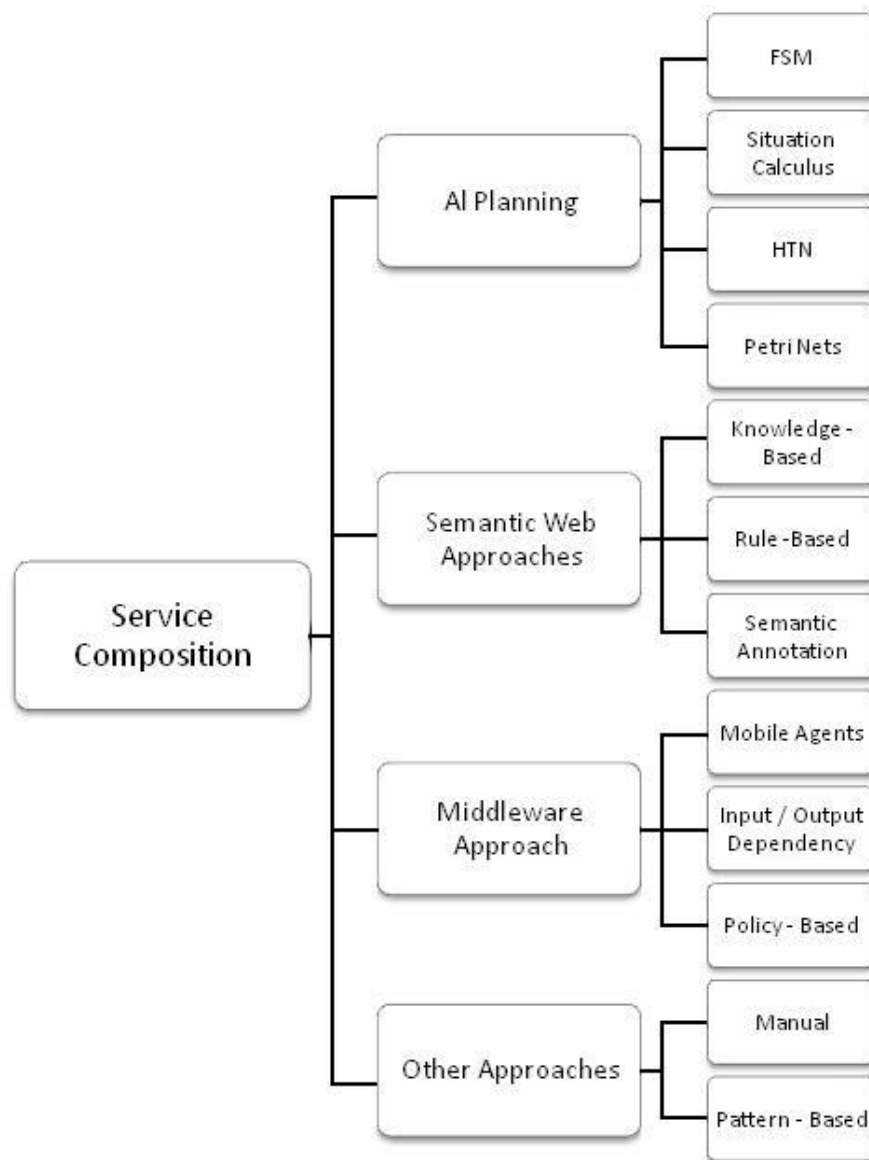 FSM
Situation
Calculus
AI Planning
HTN
Petri Nets
Knowledge -
Based
Semantic Web
Approaches
Rule -Based
Semantic
Annotation
Service
Composition
Mobile Agents
Middleware
Approach
Input / Output
Dependency
Policy - Based
Manual
Other Approaches
Pattern - Based